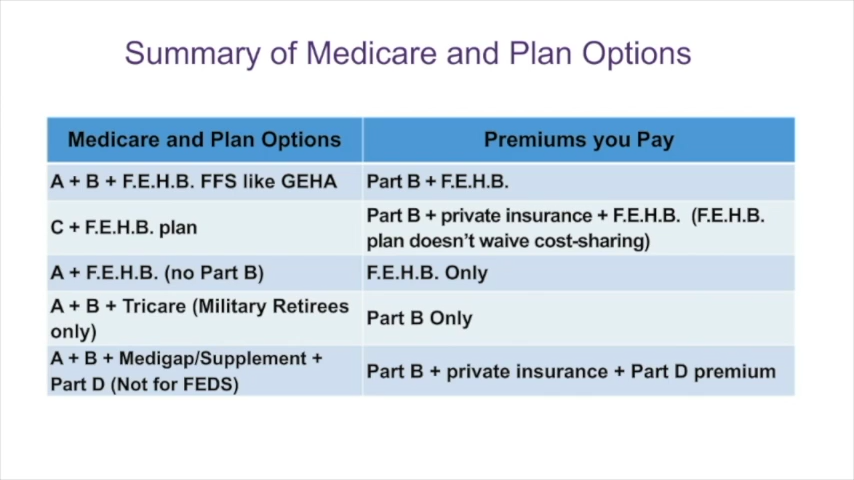 Summary of Medicare and Plan Options
Medicare and Plan Options
Premiums you Pay
A + B + F.E.H.B. FFS like GEHA
Part B + F.E.H.B.
C + F.E.H.B. plan
Part B + private insurance + F.E.H.B. (F.E.H.B.
plan doesn't waive cost-sharing)
A + F.E.H.B. (no Part B)
F.E.H.B. Only
A + B + Tricare (Military Retirees
only)
Part B Only
A + B + Medigap/Supplement +
Part D (Not for FEDS)
Part B + private insurance + Part D premium